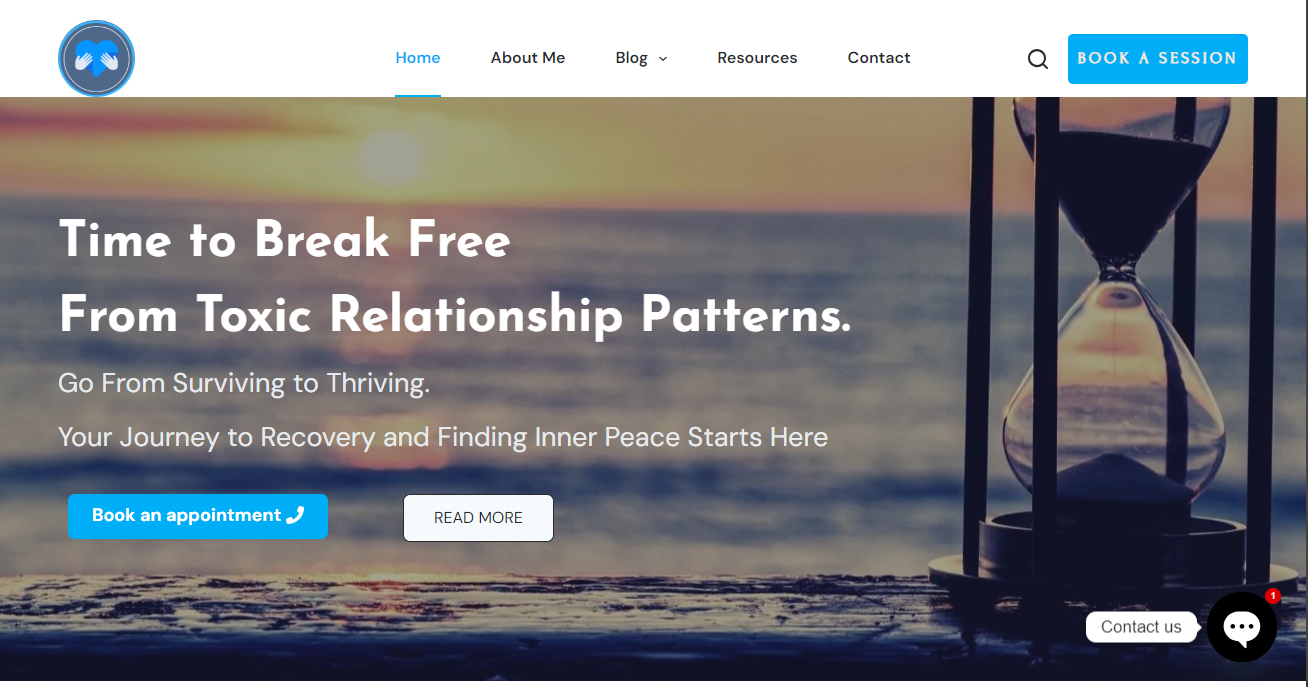 Home
About Me
Blog
Resources
Contact
BOOK A SESSION
Time to Break Free
From Toxic Relationship Patterns.
Go From Surviving to Thriving.
Your Journey to Recovery and Finding Inner Peace Starts Here
Book an appointment
READ MORE
1
Contact us